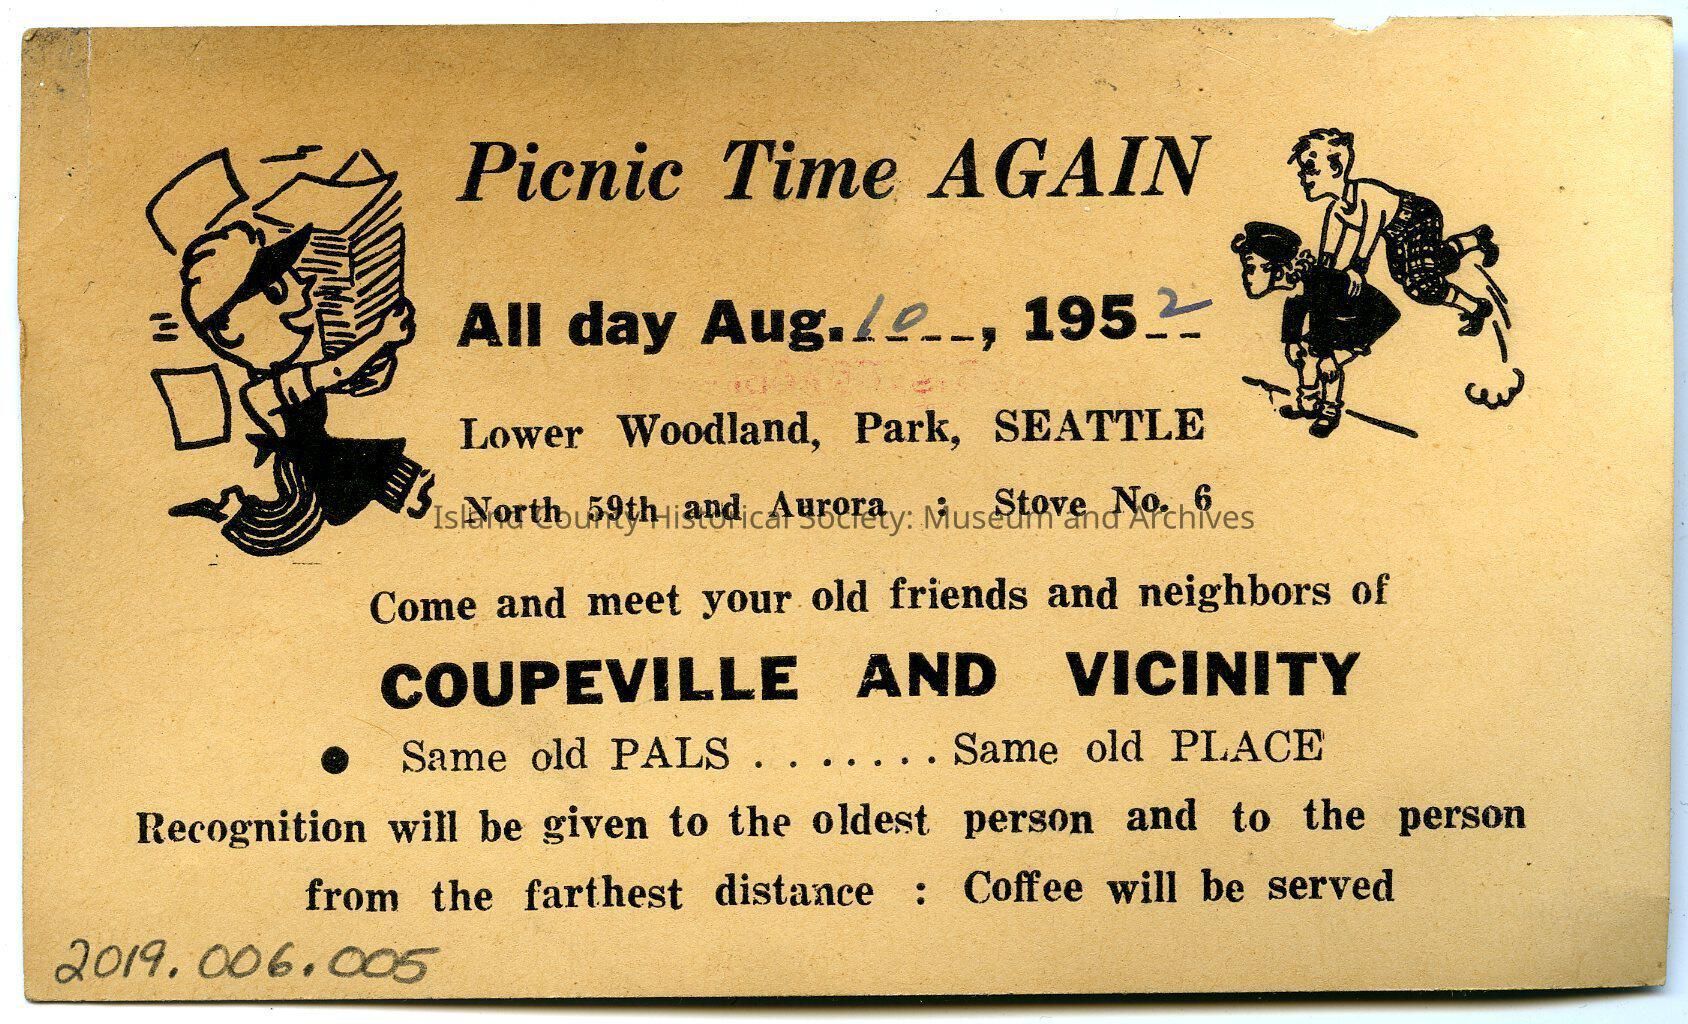 Picnic Time AGAIN
All day Aug. 10, 1952
Lower Woodland, Park, SEATTLE
North 59th and Aurora : Stove No. 6
Island County Historical Society: Museum and Archives
Come and meet your old friends and neighbors of
COUPEVILLE AND VICINITY
● Same old PALS . . . . . . . Same old PLACE
Recognition will be given to the oldest person and to the person
from the farthest distance : Coffee will be served
2019.006.005